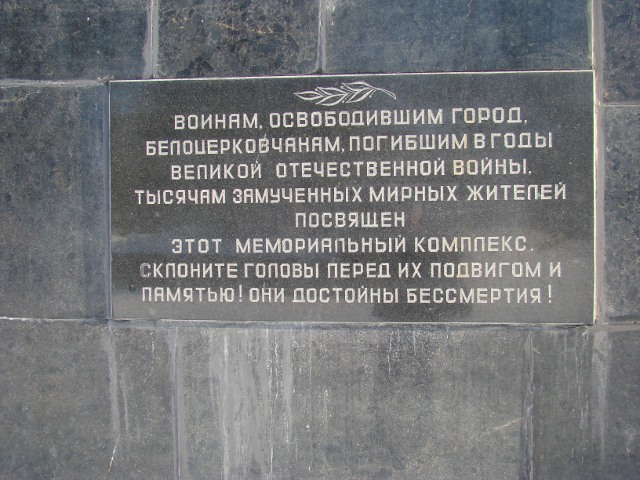 ВОИНАМ, ОСВОБОДИВШИМ ГОРОД,
БЕЛОЦЕРКОВЧАНАМ, ПОГИБШИМ В ГОДЫ
ВЕЛИКОЙ ОТЕЧЕСТВЕННОЙ ВОЙНЫ,
ТЫСЯЧАМ ЗАМУЧЕННЫХ МИРНЫХ ЖИТЕЛЕЙ
ПОСВЯЩЕН
ЭТОТ МЕМОРИАЛЬНЫЙ КОМПЛЕКС.
СКЛОНИТЕ ГОЛОВЫ ПЕРЕД ИХ ПОДВИГОМ И
ПАМЯТЬЮ! ОНИ ДОСТОЙНЫ БЕССМЕРТИЯ!